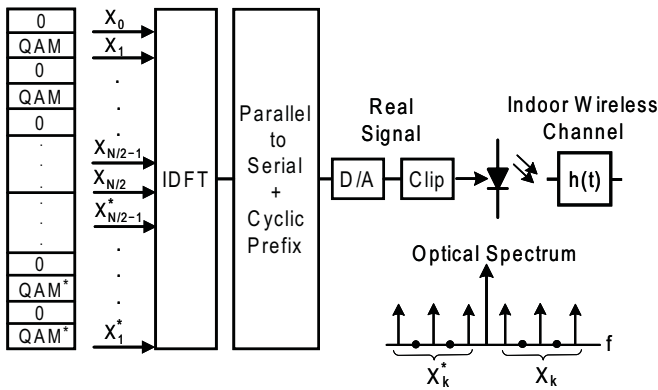 0
QAM
0
QAM
0
.
.
.
.
.
.
0
QAM*
0
QAM*
X0
X1
.
.
.
XN/2-1
XN/2
X*N/2-1
.
.
.
X*1
IDFT
Parallel
to
Serial
+
Cyclic
Prefix
Real
Signal
D/A
Clip
Indoor Wireless
Channel
h(t)
Optical Spectrum
f
X*k
Xk